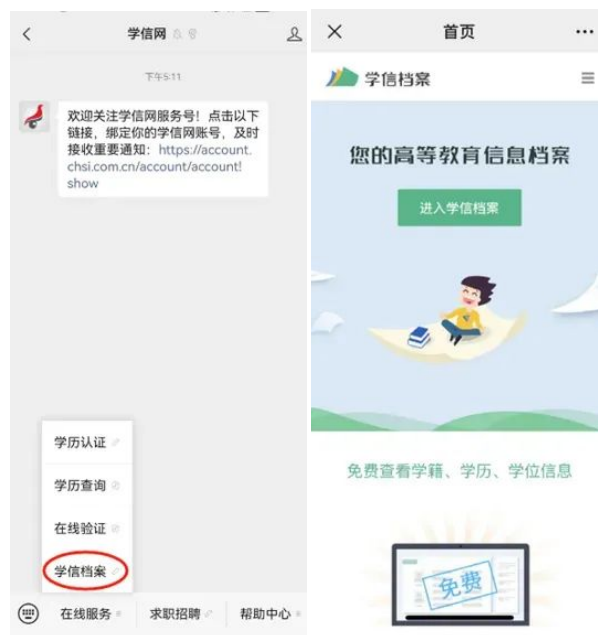 学信网
下午5:11
欢迎关注学信网服务号！点击以下
链接，绑定你的学信网账号，及时
接收重要通知：https://account.
chsi.com.cn/account/account!
show
学历认证
学历查询
在线验证
学信档案
在线服务
求职招聘
帮助中心
首页
学信档案
您的高等教育信息档案
进入学信档案
免费查看学籍、学历、学位信息
免费